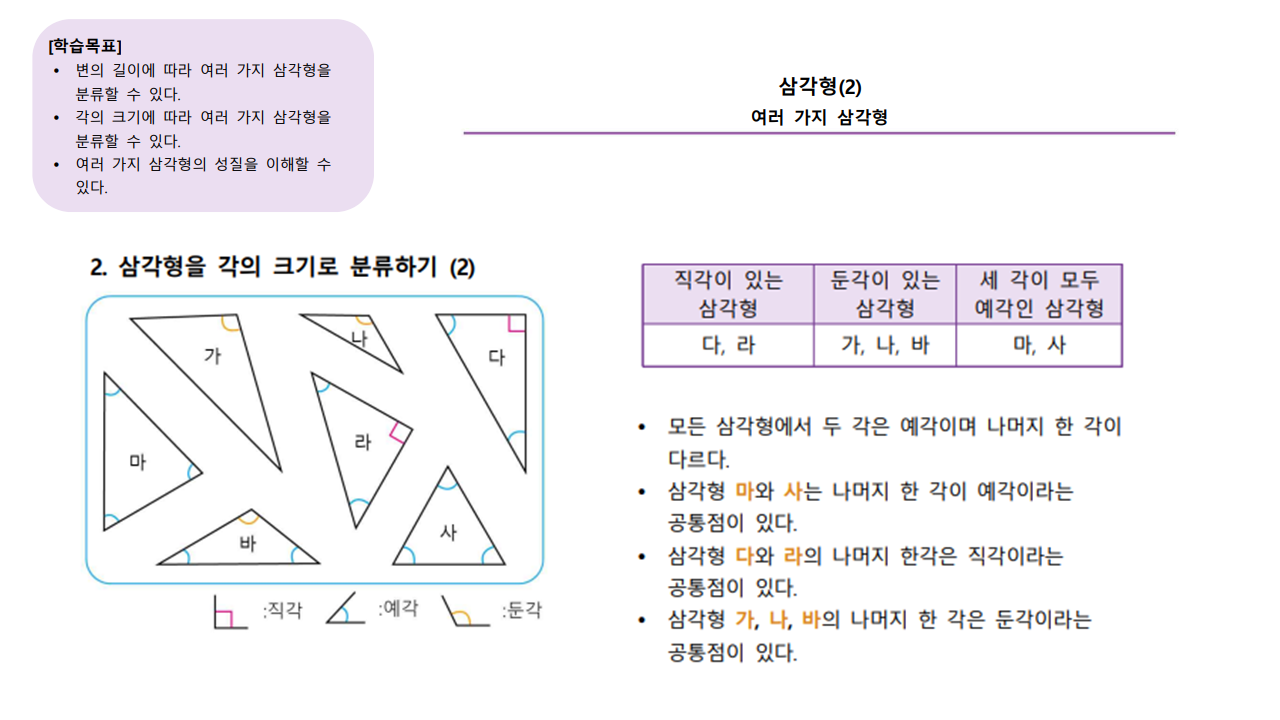 [학습목표]
• 변의 길이에 따라 여러 가지 삼각형을
분류할 수 있다.
• 각의 크기에 따라 여러 가지 삼각형을
분류할 수 있다.
• 여러 가지 삼각형의 성질을 이해할 수
있다.
삼각형(2)
여러 가지 삼각형
2. 삼각형을 각의 크기로 분류하기 (2)
가
나
다
라
마
바
사
:직각 :예각 :둔각
직각이 있는 삼각형 둔각이 있는 삼각형 세 각이 모두 예각인 삼각형
다, 라 가, 나, 바 마, 사
• 모든 삼각형에서 두 각은 예각이며 나머지 한 각이
다르다.
• 삼각형 마와 사는 나머지 한 각이 예각이라는
공통점이 있다.
• 삼각형 다와 라의 나머지 한각은 직각이라는
공통점이 있다.
• 삼각형 가, 나, 바의 나머지 한 각은 둔각이라는
공통점이 있다.